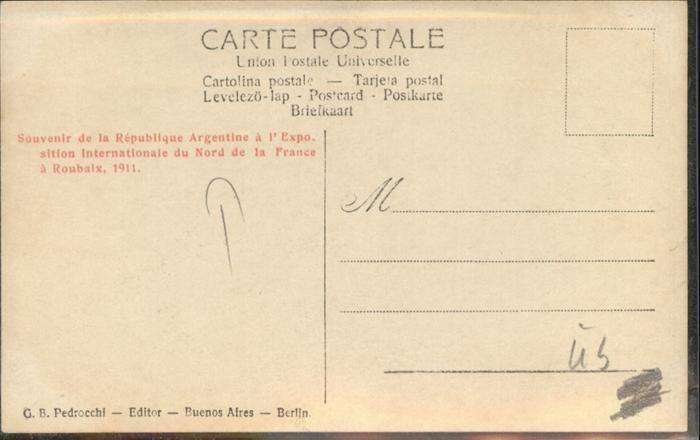 CARTE POSTALE
Union Postale Universelle
Cartolina postale — Tarjeta postal
Levelezö-lap - Postcard - Postkarte
Briefkaart
Souvenir de la République Argentine à l'Expo-
sition Internationale du Nord de la France
à Roubaix, 1911.
M
G. B. Pedrocchi — Editor — Buenos Aires — Berlin.